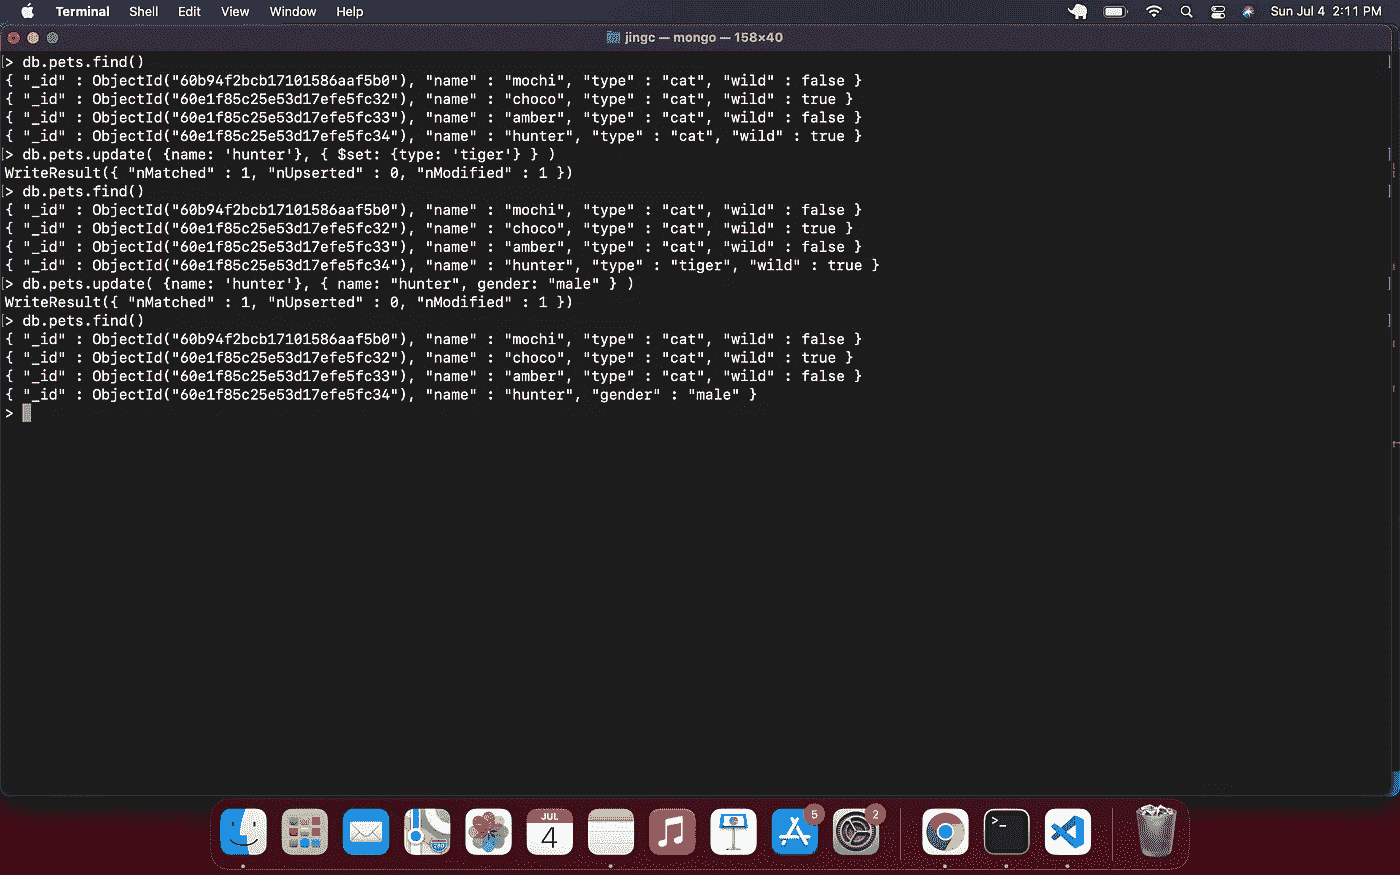 Terminal Shell Edit View Window Help Sun Jul 4 2:11 PM
jingc — mongo — 158×40
[> db.pets.find() ]
{ "_id" : ObjectId("60b94f2bcb17101586aaf5b0"), "name" : "mochi", "type" : "cat", "wild" : false }
{ "_id" : ObjectId("60e1f85c25e53d17efe5fc32"), "name" : "choco", "type" : "cat", "wild" : true }
{ "_id" : ObjectId("60e1f85c25e53d17efe5fc33"), "name" : "amber", "type" : "cat", "wild" : false }
{ "_id" : ObjectId("60e1f85c25e53d17efe5fc34"), "name" : "hunter", "type" : "cat", "wild" : true }
[> db.pets.update( {name: 'hunter'}, { $set: {type: 'tiger'} } ) ]
WriteResult({ "nMatched" : 1, "nUpserted" : 0, "nModified" : 1 })
[> db.pets.find() ]
{ "_id" : ObjectId("60b94f2bcb17101586aaf5b0"), "name" : "mochi", "type" : "cat", "wild" : false }
{ "_id" : ObjectId("60e1f85c25e53d17efe5fc32"), "name" : "choco", "type" : "cat", "wild" : true }
{ "_id" : ObjectId("60e1f85c25e53d17efe5fc33"), "name" : "amber", "type" : "cat", "wild" : false }
{ "_id" : ObjectId("60e1f85c25e53d17efe5fc34"), "name" : "hunter", "type" : "tiger", "wild" : true }
[> db.pets.update( {name: 'hunter'}, { name: "hunter", gender: "male" } ) ]
WriteResult({ "nMatched" : 1, "nUpserted" : 0, "nModified" : 1 })
[> db.pets.find() ]
{ "_id" : ObjectId("60b94f2bcb17101586aaf5b0"), "name" : "mochi", "type" : "cat", "wild" : false }
{ "_id" : ObjectId("60e1f85c25e53d17efe5fc32"), "name" : "choco", "type" : "cat", "wild" : true }
{ "_id" : ObjectId("60e1f85c25e53d17efe5fc33"), "name" : "amber", "type" : "cat", "wild" : false }
{ "_id" : ObjectId("60e1f85c25e53d17efe5fc34"), "name" : "hunter", "gender" : "male" }
>
JUL
4
5
2
280
>_